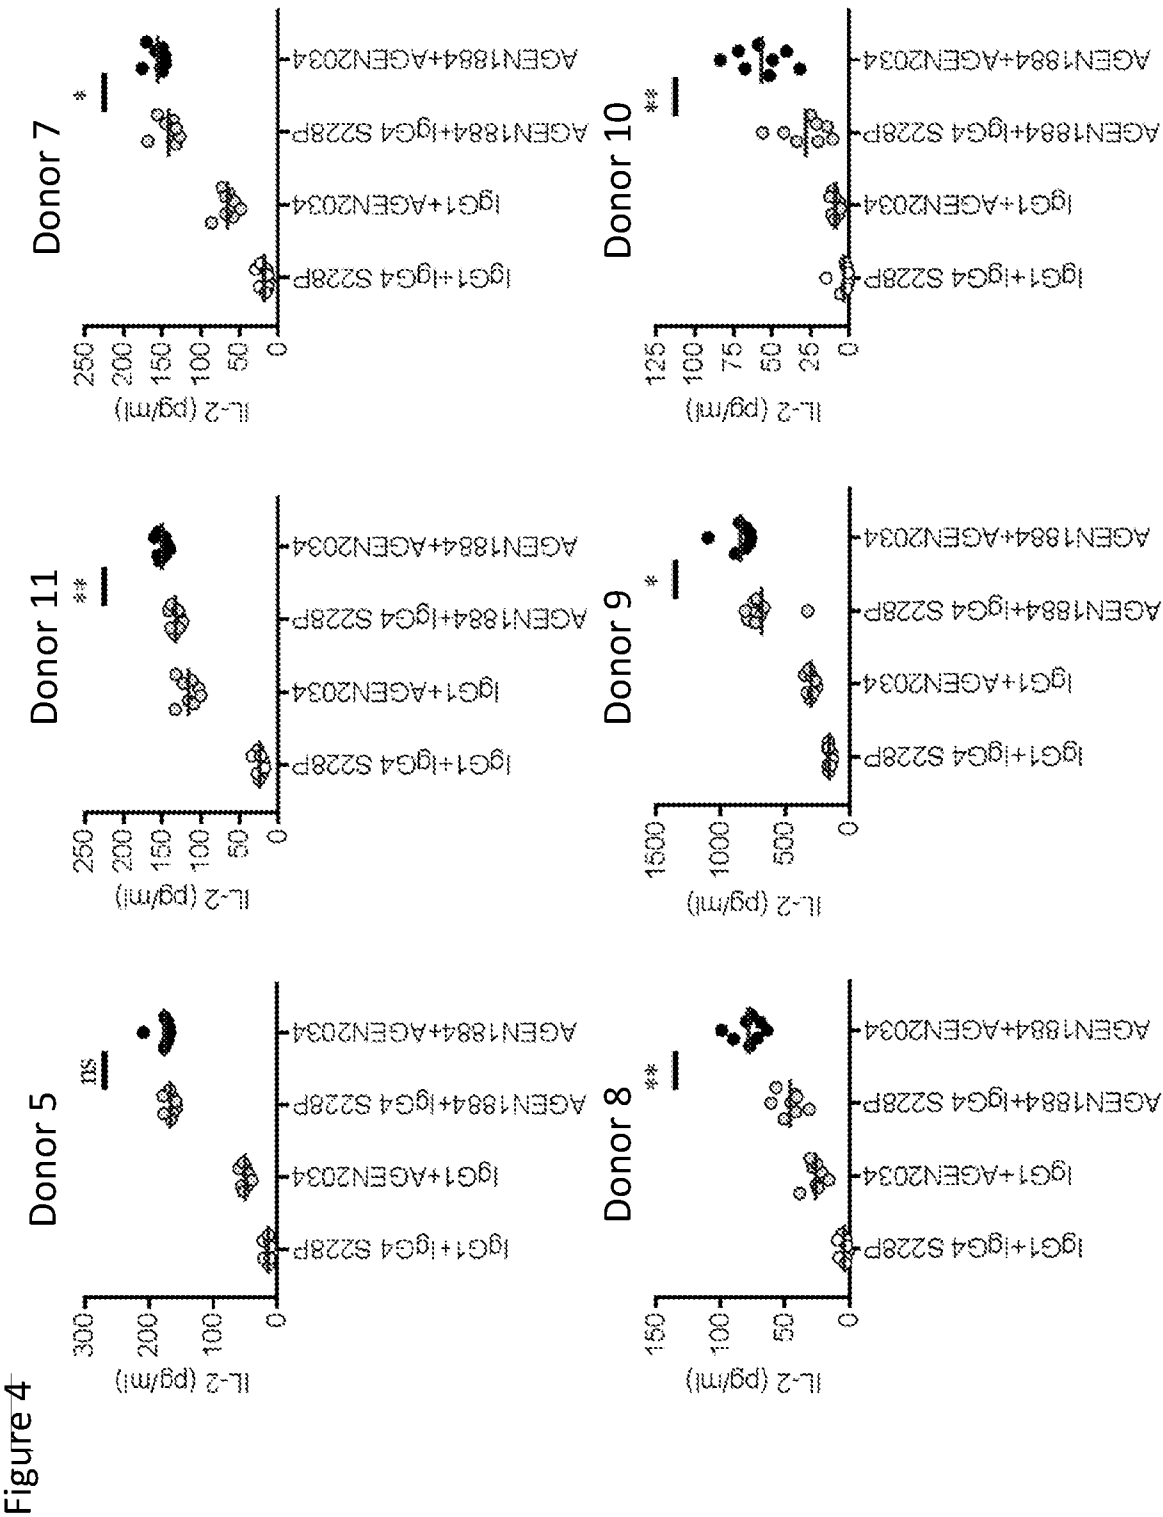 Figure 4
Donor 5
ns
IL-2 (pg/ml)
300
200
100
0
IgG1+IgG4 S228P
IgG1+AGEN2034
AGEN1884+IgG4 S228P
AGEN1884+AGEN2034
Donor 11
**
IL-2 (pg/ml)
250
200
150
100
50
0
IgG1+IgG4 S228P
IgG1+AGEN2034
AGEN1884+IgG4 S228P
AGEN1884+AGEN2034
Donor 7
*
IL-2 (pg/ml)
250
200
150
100
50
0
IgG1+IgG4 S228P
IgG1+AGEN2034
AGEN1884+IgG4 S228P
AGEN1884+AGEN2034
Donor 8
**
IL-2 (pg/ml)
150
100
50
0
IgG1+IgG4 S228P
IgG1+AGEN2034
AGEN1884+IgG4 S228P
AGEN1884+AGEN2034
Donor 9
*
IL-2 (pg/ml)
1500
1000
500
0
IgG1+IgG4 S228P
IgG1+AGEN2034
AGEN1884+IgG4 S228P
AGEN1884+AGEN2034
Donor 10
**
IL-2 (pg/ml)
125
100
75
50
25
0
IgG1+IgG4 S228P
IgG1+AGEN2034
AGEN1884+IgG4 S228P
AGEN1884+AGEN2034